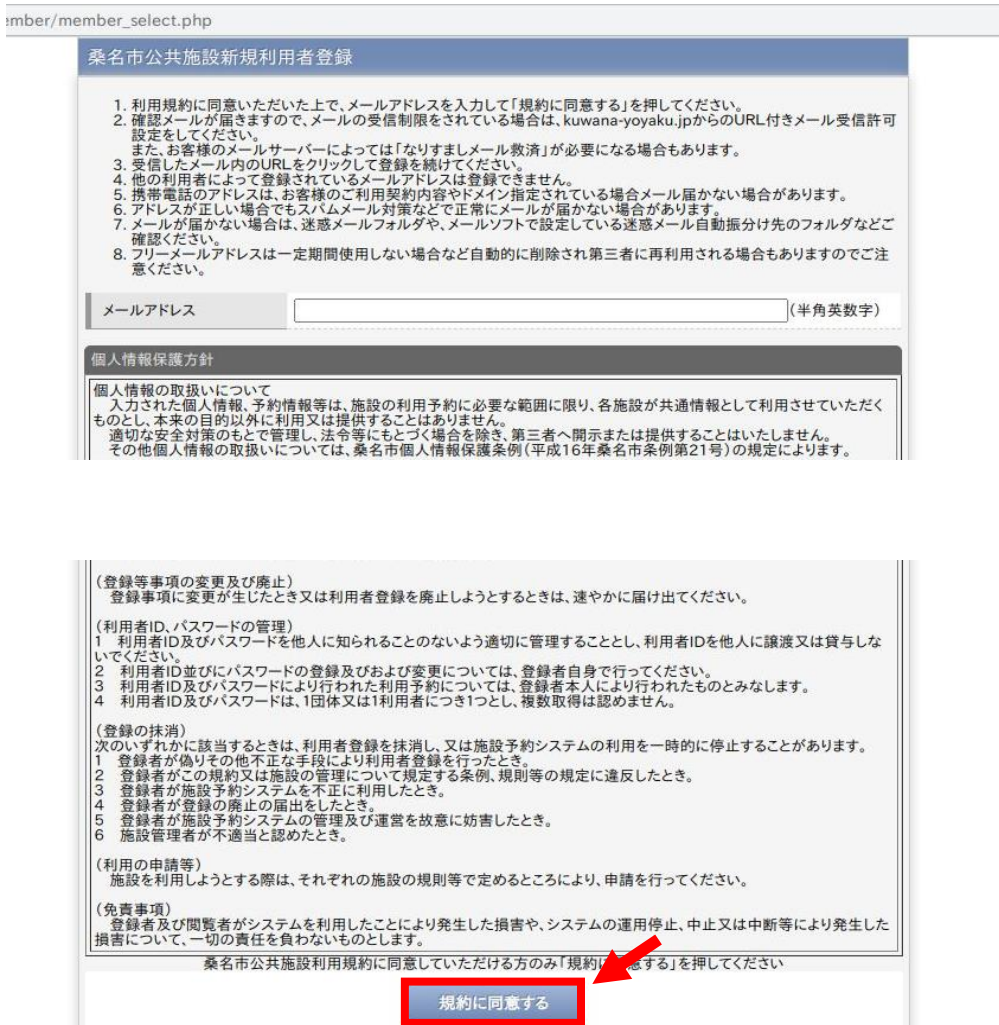 ember/member_select.php
桑名市公共施設新規利用者登録
1. 利用規約に同意いただいた上で、メールアドレスを入力して「規約に同意する」を押してください。
2. 確認メールが届きますので、メールの受信制限をされている場合は、kuwana-yoyaku.jpからのURL付きメール受信許可
設定をしてください。
また、お客様のメールサーバーによっては「なりすましメール救済」が必要になる場合もあります。
3. 受信したメール内のURLをクリックして登録を続けてください。
4. 他の利用者によって登録されているメールアドレスは登録できません。
5. 携帯電話のアドレスは、お客様のご利用契約内容やドメイン指定されている場合メール届かない場合があります。
6. アドレスが正しい場合でもスパムメール対策などで正常にメールが届かない場合があります。
7. メールが届かない場合は、迷惑メールフォルダや、メールソフトで設定している迷惑メール自動振分け先のフォルダなどご
確認ください。
8. フリーメールアドレスは一定期間使用しない場合など自動的に削除され第三者に再利用される場合もありますのでご注
意ください。
メールアドレス (半角英数字)
個人情報保護方針
個人情報の取扱いについて
入力された個人情報、予約情報等は、施設の利用予約に必要な範囲に限り、各施設が共通情報として利用させていただく
ものとし、本来の目的以外に利用又は提供することはありません。
適切な安全対策のもとで管理し、法令等にもとづく場合を除き、第三者へ開示または提供することはいたしません。
その他個人情報の取扱いについては、桑名市個人情報保護条例(平成16年桑名市条例第21号)の規定によります。
(登録等事項の変更及び廃止)
登録事項に変更が生じたとき又は利用者登録を廃止しようとするときは、速やかに届け出てください。
(利用者ID、パスワードの管理)
1 利用者ID及びパスワードを他人に知られることのないよう適切に管理することとし、利用者IDを他人に譲渡又は貸与しな
いでください。
2 利用者ID並びにパスワードの登録及びおよび変更については、登録者自身で行ってください。
3 利用者ID及びパスワードにより行われた利用予約については、登録者本人により行われたものとみなします。
4 利用者ID及びパスワードは、1団体又は1利用者につき1つとし、複数取得は認めません。
(登録の抹消)
次のいずれかに該当するときは、利用者登録を抹消し、又は施設予約システムの利用を一時的に停止することがあります。
1 登録者が偽りその他不正な手段により利用者登録を行ったとき。
2 登録者がこの規約又は施設の管理について規定する条例、規則等の規定に違反したとき。
3 登録者が施設予約システムを不正に利用したとき。
4 登録者が登録の廃止の届出をしたとき。
5 登録者が施設予約システムの管理及び運営を故意に妨害したとき。
6 施設管理者が不適当と認めたとき。
(利用の申請等)
施設を利用しようとする際は、それぞれの施設の規則等で定めるところにより、申請を行ってください。
(免責事項)
登録者及び閲覧者がシステムを利用したことにより発生した損害や、システムの運用停止、中止又は中断等により発生した
損害について、一切の責任を負わないものとします。
桑名市公共施設利用規約に同意していただける方のみ「規約に意する」を押してください
規約に同意する